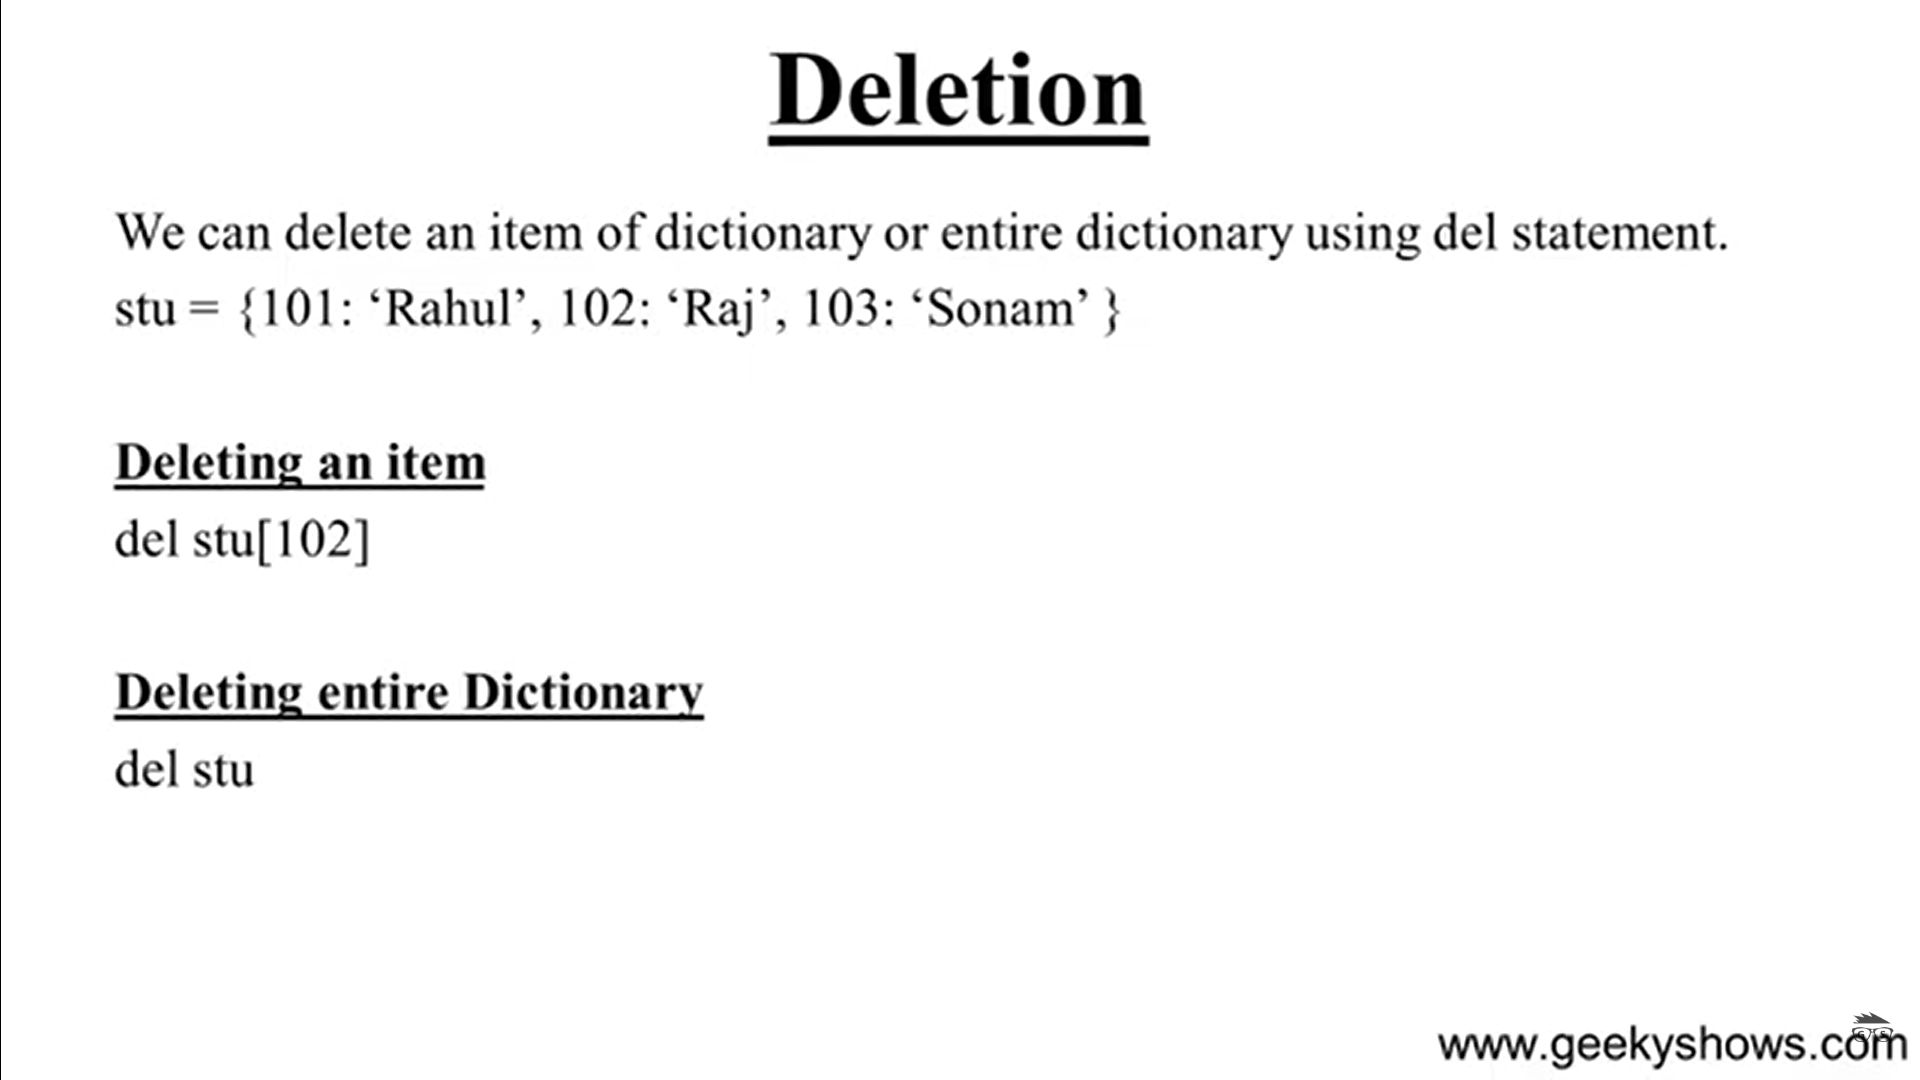 Deletion
We can delete an item of dictionary or entire dictionary using del statement.
stu = {101: ‘Rahul’, 102: ‘Raj’, 103: ‘Sonam’ }
Deleting an item
del stu[102]
Deleting entire Dictionary
del stu
www.geekyshows.com